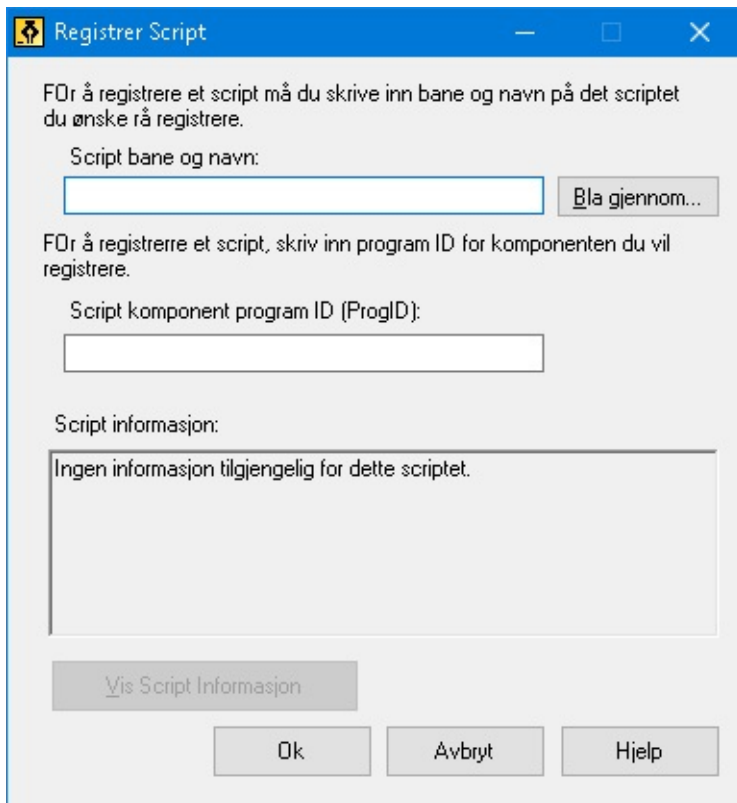 Registrer Script
FOr å registrere et script må du skrive inn bane og navn på det scriptet
du ønske rå registrere.
Script bane og navn:
Bla gjennom...
FOr å registrerre et script, skriv inn program ID for komponenten du vil
registrere.
Script komponent program ID (ProgID):
Script informasjon:
Ingen informasjon tilgjengelig for dette scriptet.
Vis Script Informasjon
Ok Avbryt Hjelp